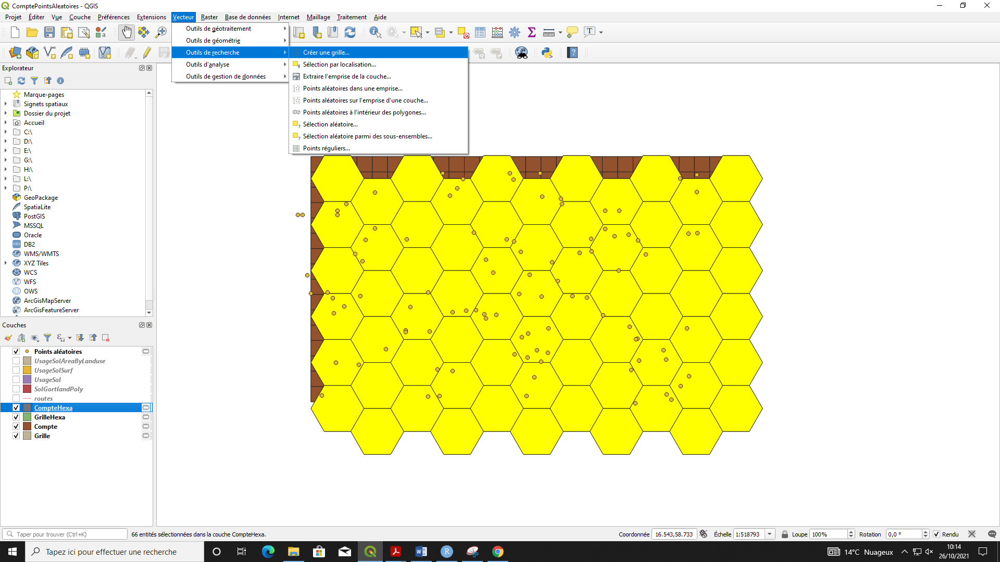 ComptePointsAleatoires - QGIS
Projet Éditer Vue Couche Préférences Extensions Vecteur Raster Base de données Internet Maillage Traitement Aide
Outils de géotraitement
Outils de géométrie
Outils de recherche
Outils d'analyse
Outils de gestion de données
Créer une grille...
Sélection par localisation...
Extraire l'emprise de la couche...
Points aléatoires dans une emprise...
Points aléatoires sur l'emprise d'une couche...
Points aléatoires à l'intérieur des polygones...
Sélection aléatoire...
Sélection aléatoire parmi des sous-ensembles...
Points réguliers...
Explorateur
Marque-pages
Signets spatiaux
Dossier du projet
Accueil
C:\
D:\
E:\
G:\
H:\
L:\
P:\
GeoPackage
SpatiaLite
PostGIS
MSSQL
Oracle
DB2
WMS/WMTS
XYZ Tiles
WCS
WFS
OWS
ArcGisMapServer
ArcGisFeatureServer
Couches
Points aléatoires
UsageSolAreaByLanduse
UsageSolSurf
UsageSol
SolGortlandPoly
routes
CompteHexa
GrilleHexa
Compte
Grille
Taper pour trouver (Ctrl+K)
66 entités sélectionnées dans la couche CompteHexa.
Coordonnée 16.543,58.733
Échelle 1:518793
Loupe 100%
Rotation 0,0 °
Rendu
Tapez ici pour effectuer une recherche
14°C Nuageux
10:14
26/10/2021